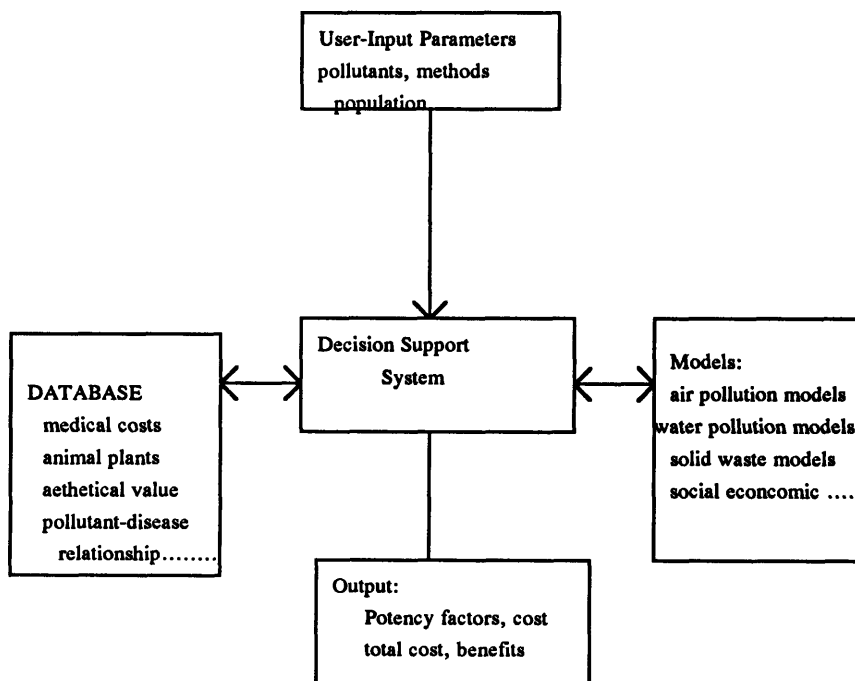 User-Input Parameters
pollutants, methods
population
Decision Support
System
DATABASE
medical costs
animal plants
aethetical value
pollutant-disease
relationship........
Models:
air pollution models
water pollution models
solid waste models
social econcomic ....
Output:
Potency factors, cost
total cost, benefits